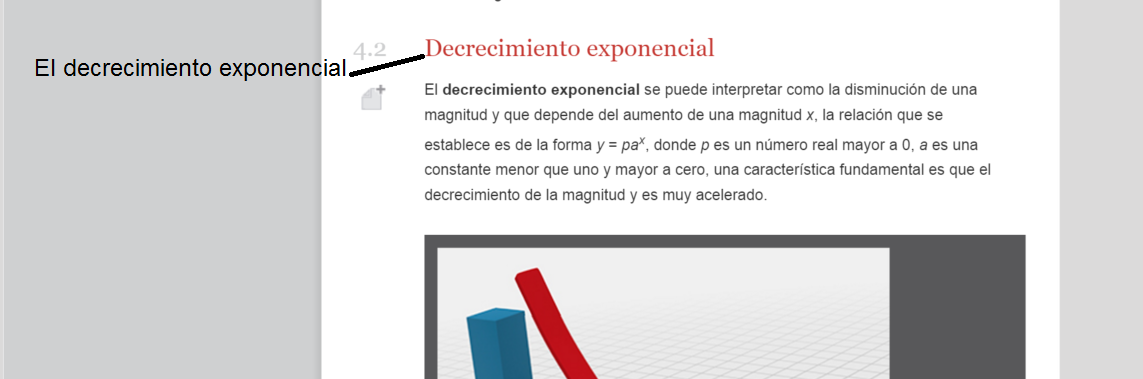 4.2 Decrecimiento exponencial
El decrecimiento exponencial
El decrecimiento exponencial se puede interpretar como la disminución de una
magnitud y que depende del aumento de una magnitud x, la relación que se
establece es de la forma y = pa^x, donde p es un número real mayor a 0, a es una
constante menor que uno y mayor a cero, una característica fundamental es que el
decrecimiento de la magnitud y es muy acelerado.